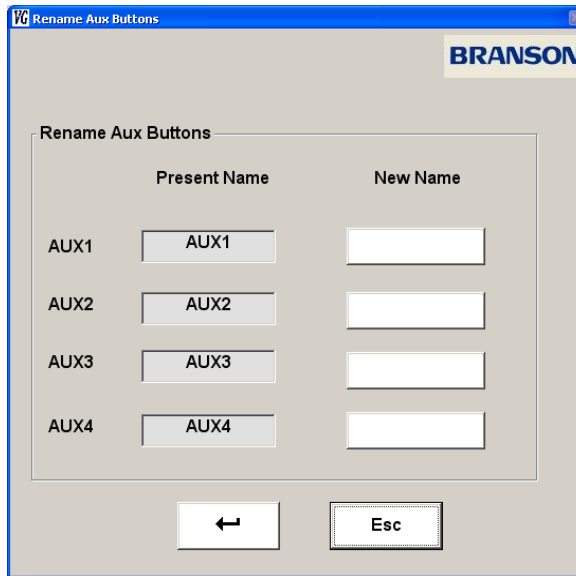 VG Rename Aux Buttons
BRANSON
Rename Aux Buttons
Present Name New Name
AUX1 AUX1
AUX2 AUX2
AUX3 AUX3
AUX4 AUX4
Esc